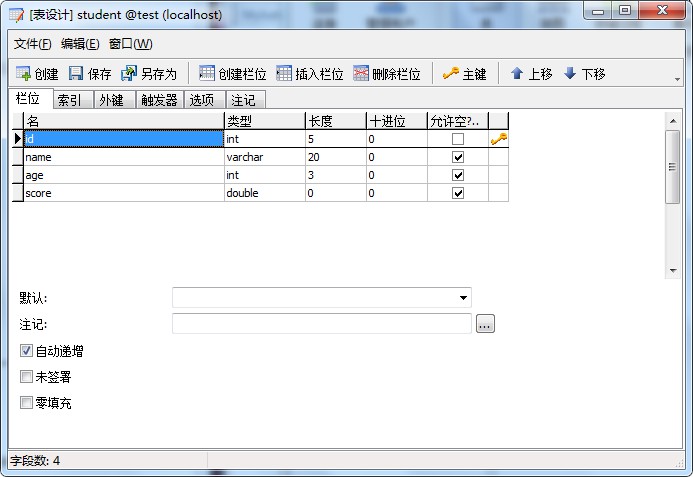 [表设计] student @test (localhost)
文件(F) 编辑(E) 窗口(W)
创建 保存 另存为 创建栏位 插入栏位 删除栏位 主键 上移 下移
栏位 索引 外键 触发器 选项 注记
名 类型 长度 十进位 允许空?..
id int 5 0
name varchar 20 0
age int 3 0
score double 0 0
默认:
注记:
...
自动递增
未签署
零填充
字段数: 4